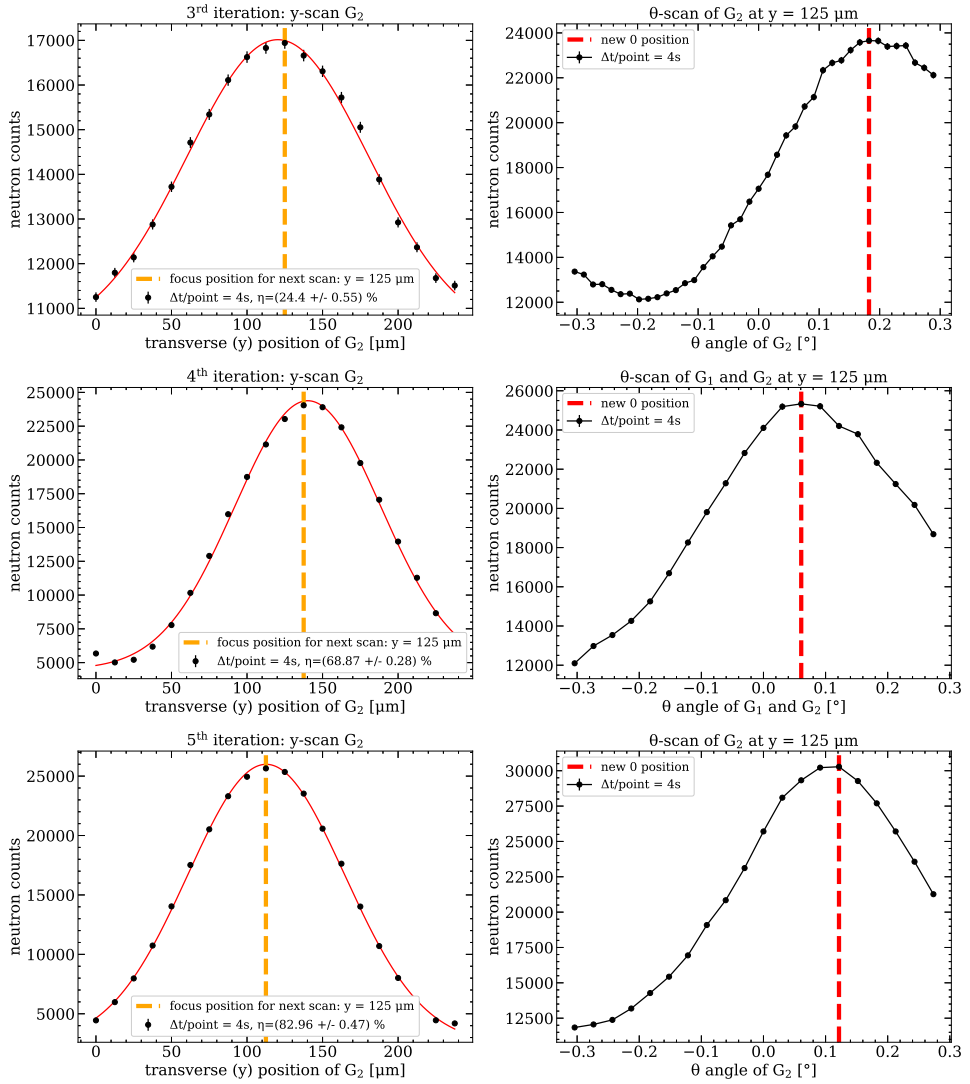 3rd iteration: y-scan G2
neutron counts
17000
16000
15000
14000
13000
12000
11000
focus position for next scan: y = 125 µm
Δt/point = 4s, η=(24.4 +/- 0.55) %
0 50 100 150 200
transverse (y) position of G2 [µm]
θ-scan of G2 at y = 125 µm
neutron counts
24000
22000
20000
18000
16000
14000
12000
new 0 position
Δt/point = 4s
−0.3 −0.2 −0.1 0.0 0.1 0.2 0.3
θ angle of G2 [°]
4th iteration: y-scan G2
neutron counts
25000
22500
20000
17500
15000
12500
10000
7500
5000
focus position for next scan: y = 125 µm
Δt/point = 4s, η=(68.87 +/- 0.28) %
0 50 100 150 200
transverse (y) position of G2 [µm]
θ-scan of G1 and G2 at y = 125 µm
neutron counts
26000
24000
22000
20000
18000
16000
14000
12000
new 0 position
Δt/point = 4s
−0.3 −0.2 −0.1 0.0 0.1 0.2 0.3
θ angle of G1 and G2 [°]
5th iteration: y-scan G2
neutron counts
25000
20000
15000
10000
5000
focus position for next scan: y = 125 µm
Δt/point = 4s, η=(82.96 +/- 0.47) %
0 50 100 150 200
transverse (y) position of G2 [µm]
θ-scan of G2 at y = 125 µm
neutron counts
30000
27500
25000
22500
20000
17500
15000
12500
new 0 position
Δt/point = 4s
−0.3 −0.2 −0.1 0.0 0.1 0.2 0.3
θ angle of G2 [°]